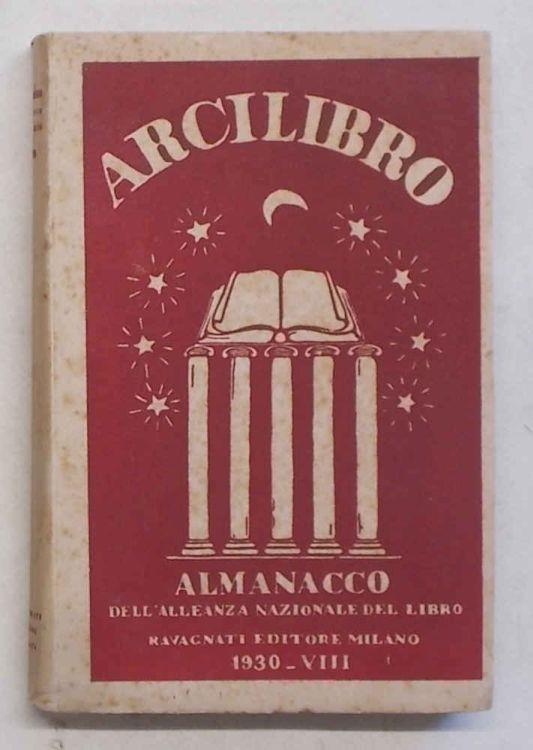 ARCILIBRO
ALMANACCO
DELL'ALLEANZA NAZIONALE DEL LIBRO
RAVAGNATI EDITORE MILANO
1930-VIII